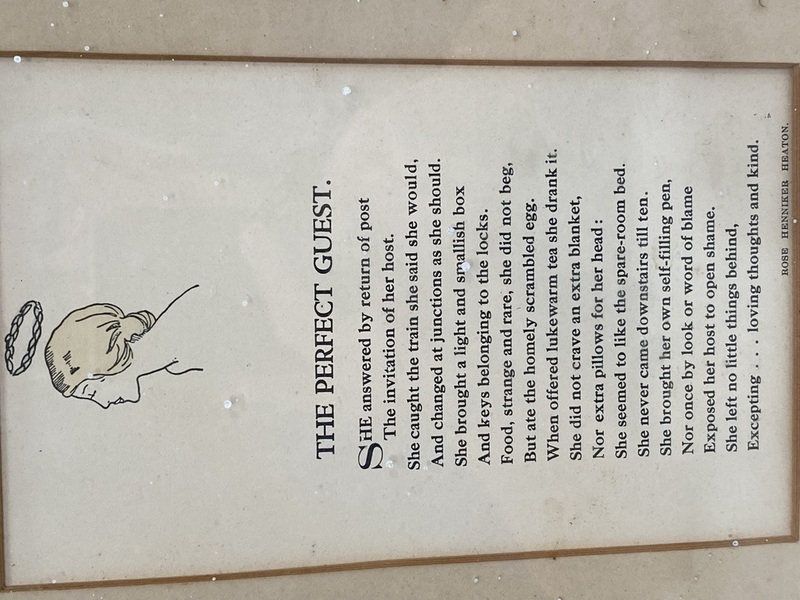 THE PERFECT GUEST.
SHE answered by return of post
The invitation of her host.
She caught the train she said she would,
And changed at junctions as she should.
She brought a light and smallish box
And keys belonging to the locks.
Food, strange and rare, she did not beg,
But ate the homely scrambled egg.
When offered lukewarm tea she drank it.
She did not crave an extra blanket,
Nor extra pillows for her head:
She seemed to like the spare-room bed.
She never came downstairs till ten.
She brought her own self-filling pen,
Nor once by look or word of blame
Exposed her host to open shame.
She left no little things behind,
Excepting . . . loving thoughts and kind.
ROSE HENNIKER HEATON.